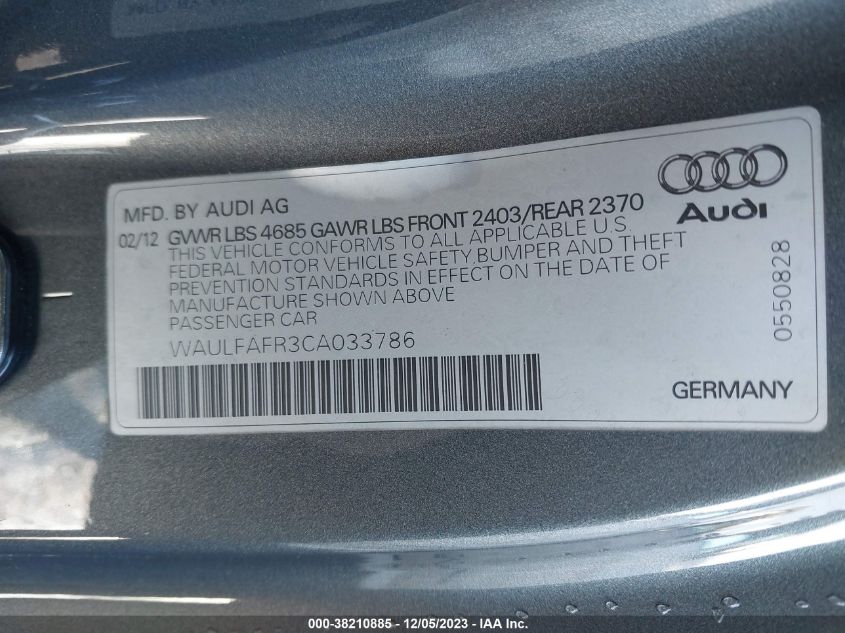 MFD. BY AUDI AG
02/12 GVWR LBS 4685 GAWR LBS FRONT 2403/REAR 2370
THIS VEHICLE CONFORMS TO ALL APPLICABLE U.S.
FEDERAL MOTOR VEHICLE SAFETY BUMPER AND THEFT
PREVENTION STANDARDS IN EFFECT ON THE DATE OF
MANUFACTURE SHOWN ABOVE
PASSENGER CAR
WAULFAFR3CA033786
Audi
0550828
GERMANY
000-38210885 - 12/05/2023 - IAA Inc.